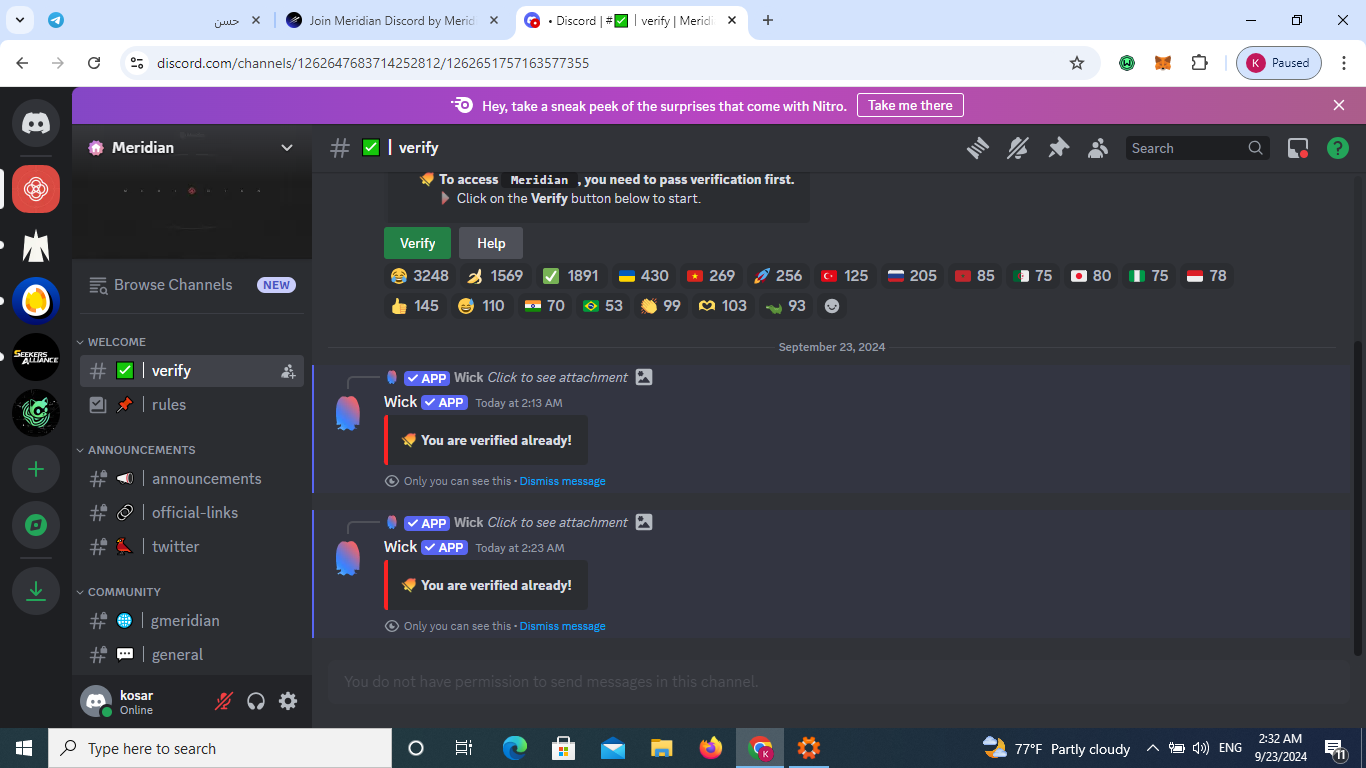 حسن
Join Meridian Discord by Merid
• Discord | #✅ | verify | Meridi
discord.com/channels/1262647683714252812/1262651757163577355
K Paused
Hey, take a sneak peek of the surprises that come with Nitro.
Take me there
Meridian
# ✅ | verify
Search
🔔 To access Meridian , you need to pass verification first.
Click on the Verify button below to start.
Verify
Help
Browse Channels
NEW
3248 1569 1891 430 269 256 125 205 85 75 80 75 78
145 110 70 53 99 103 93
SEEKERS
ALLIANCE
WELCOME
✅ | verify
📌 | rules
ANNOUNCEMENTS
📢 | announcements
🔗 | official-links
🐦 | twitter
COMMUNITY
🌐 | gmeridian
💬 | general
kosar
Online
September 23, 2024
✓ APP Wick Click to see attachment
Wick ✓ APP Today at 2:13 AM
🔔 You are verified already!
Only you can see this • Dismiss message
✓ APP Wick Click to see attachment
Wick ✓ APP Today at 2:23 AM
🔔 You are verified already!
Only you can see this • Dismiss message
You do not have permission to send messages in this channel.
Type here to search
K
77°F Partly cloudy
ENG
2:32 AM
9/23/2024
11